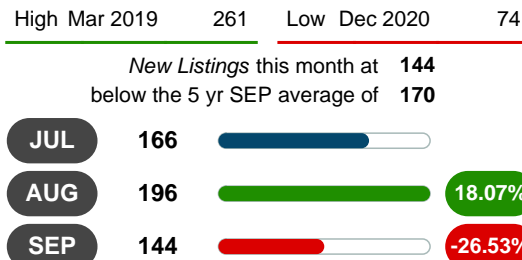 High Mar 2019 261 Low Dec 2020 74
New Listings this month at 144
below the 5 yr SEP average of 170
JUL 166
AUG 196 18.07%
SEP 144 -26.53%